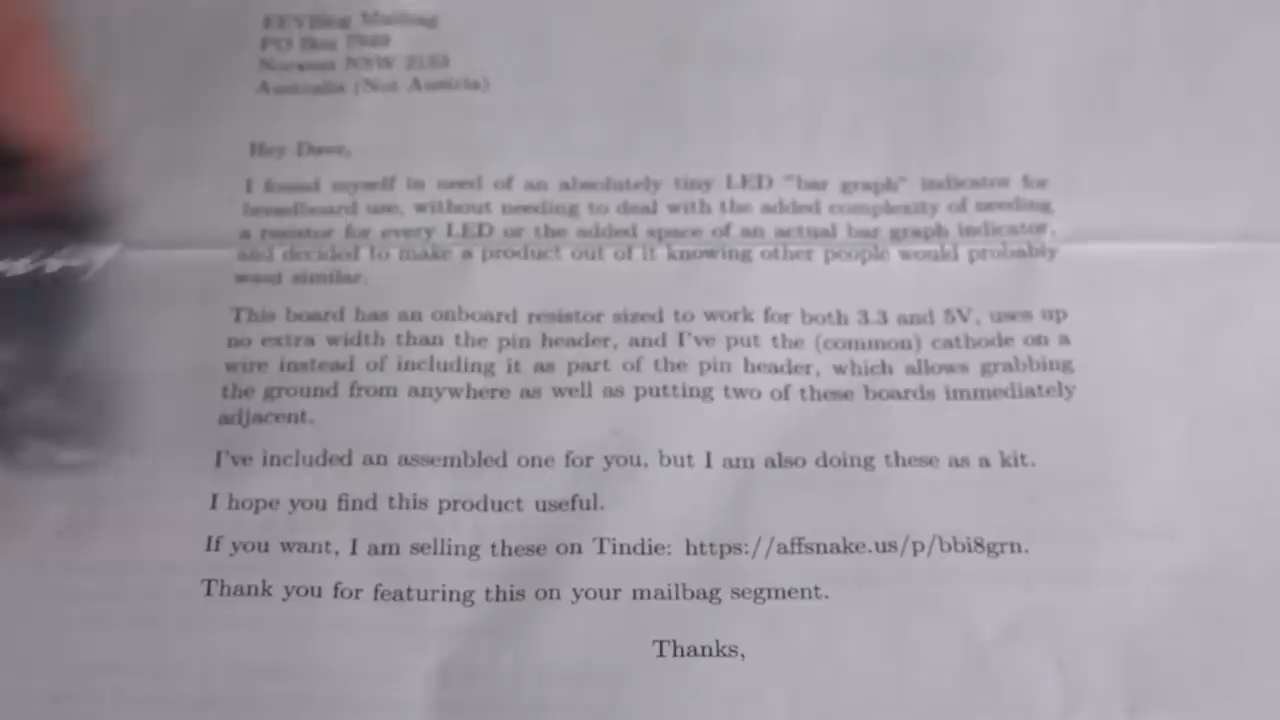 EEVBlog Mailbag
PO Box
Norwest NSW 2153
Australia (Not Austria)
Hey Dave,
I found myself in need of an absolutely tiny LED "bar graph" indicator for
breadboard use, without needing to deal with the added complexity of needing
a resistor for every LED or the added space of an actual bar graph indicator,
and decided to make a product out of it knowing other people would probably
want similar.
This board has an onboard resistor sized to work for both 3.3 and 5V, uses up
no extra width than the pin header, and I've put the (common) cathode on a
wire instead of including it as part of the pin header, which allows grabbing
the ground from anywhere as well as putting two of these boards immediately
adjacent.
I've included an assembled one for you, but I am also doing these as a kit.
I hope you find this product useful.
If you want, I am selling these on Tindie: https://affsnake.us/p/bbi8grn.
Thank you for featuring this on your mailbag segment.
Thanks,